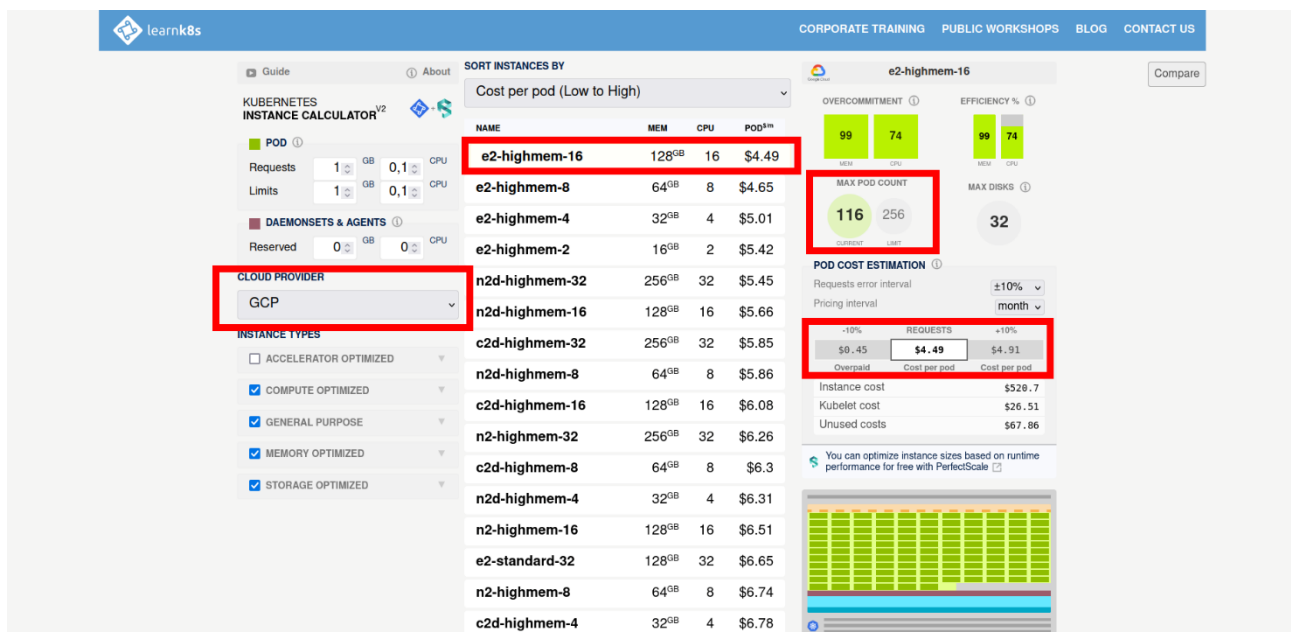 learnk8s
CORPORATE TRAINING PUBLIC WORKSHOPS BLOG CONTACT US
Guide About
KUBERNETES
INSTANCE CALCULATOR V2
POD
Requests 1 GB 0,1 CPU
Limits 1 GB 0,1 CPU
DAEMONSETS & AGENTS
Reserved 0 GB 0 CPU
CLOUD PROVIDER
GCP
INSTANCE TYPES
ACCELERATOR OPTIMIZED
COMPUTE OPTIMIZED
GENERAL PURPOSE
MEMORY OPTIMIZED
STORAGE OPTIMIZED
SORT INSTANCES BY
Cost per pod (Low to High)
NAME MEM CPU POD $/m
e2-highmem-16 128GB 16 $4.49
e2-highmem-8 64GB 8 $4.65
e2-highmem-4 32GB 4 $5.01
e2-highmem-2 16GB 2 $5.42
n2d-highmem-32 256GB 32 $5.45
n2d-highmem-16 128GB 16 $5.66
c2d-highmem-32 256GB 32 $5.85
n2d-highmem-8 64GB 8 $5.86
c2d-highmem-16 128GB 16 $6.08
n2-highmem-32 256GB 32 $6.26
c2d-highmem-8 64GB 8 $6.3
n2d-highmem-4 32GB 4 $6.31
n2-highmem-16 128GB 16 $6.51
e2-standard-32 128GB 32 $6.65
n2-highmem-8 64GB 8 $6.74
c2d-highmem-4 32GB 4 $6.78
Google Cloud
e2-highmem-16
OVERCOMMITMENT EFFICIENCY %
99 74 99 74
MEM CPU MEM CPU
MAX POD COUNT MAX DISKS
116 256 32
CURRENT LIMIT
POD COST ESTIMATION
Requests error interval ±10%
Pricing interval month
-10% REQUESTS +10%
$0.45 $4.49 $4.91
Overpaid Cost per pod Cost per pod
Instance cost $520.7
Kubelet cost $26.51
Unused costs $67.86
You can optimize instance sizes based on runtime
performance for free with PerfectScale
Compare